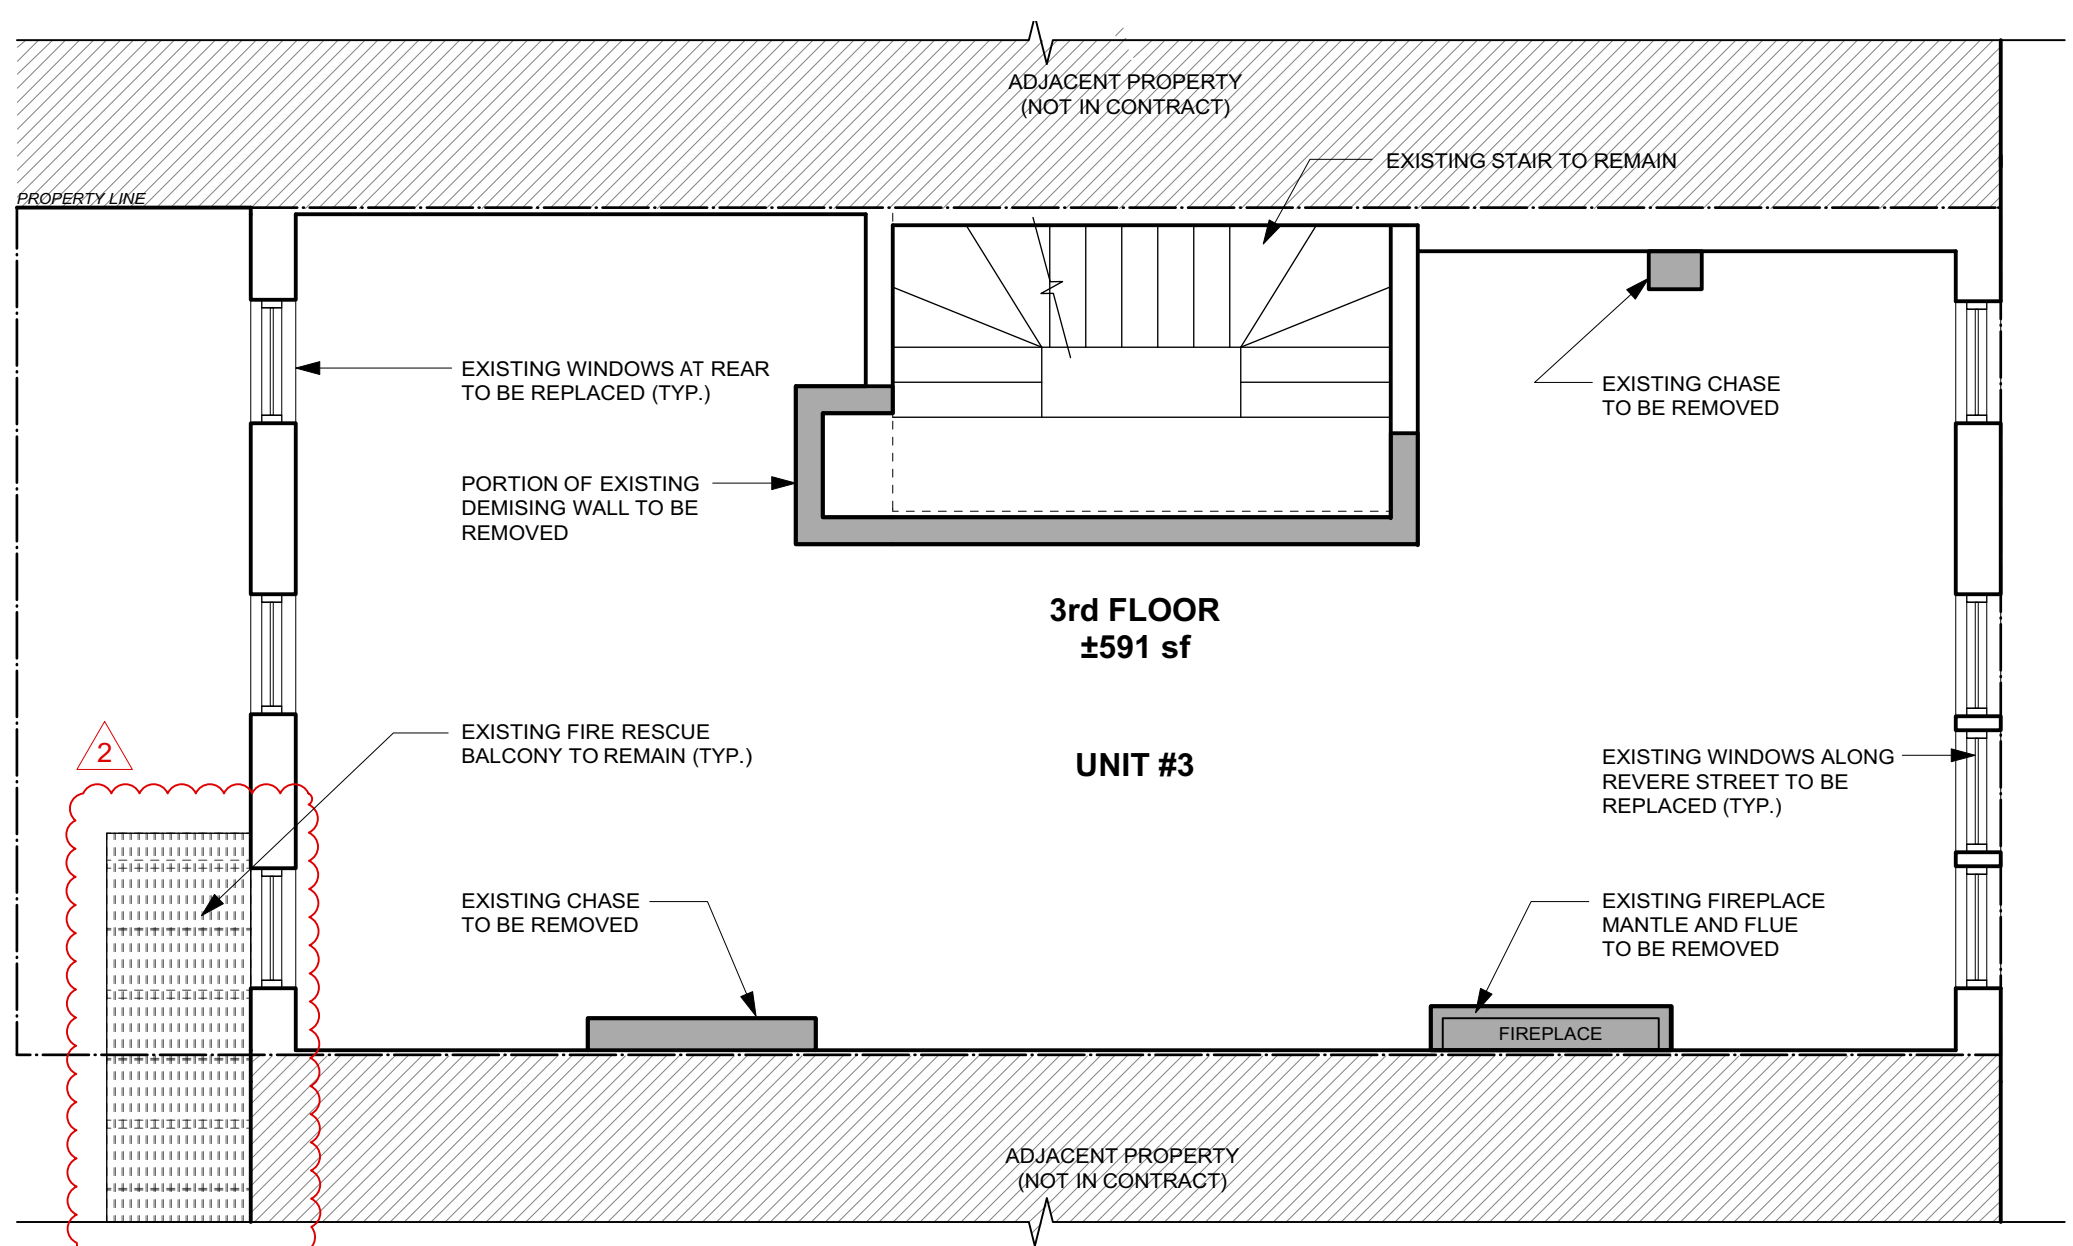 ADJACENT PROPERTY
(NOT IN CONTRACT)
EXISTING STAIR TO REMAIN
PROPERTY LINE
EXISTING WINDOWS AT REAR
TO BE REPLACED (TYP.)
EXISTING CHASE
TO BE REMOVED
PORTION OF EXISTING
DEMISING WALL TO BE
REMOVED
3rd FLOOR
±591 sf
UNIT #3
2
EXISTING FIRE RESCUE
BALCONY TO REMAIN (TYP.)
EXISTING WINDOWS ALONG
REVERE STREET TO BE
REPLACED (TYP.)
EXISTING CHASE
TO BE REMOVED
EXISTING FIREPLACE
MANTLE AND FLUE
TO BE REMOVED
FIREPLACE
ADJACENT PROPERTY
(NOT IN CONTRACT)